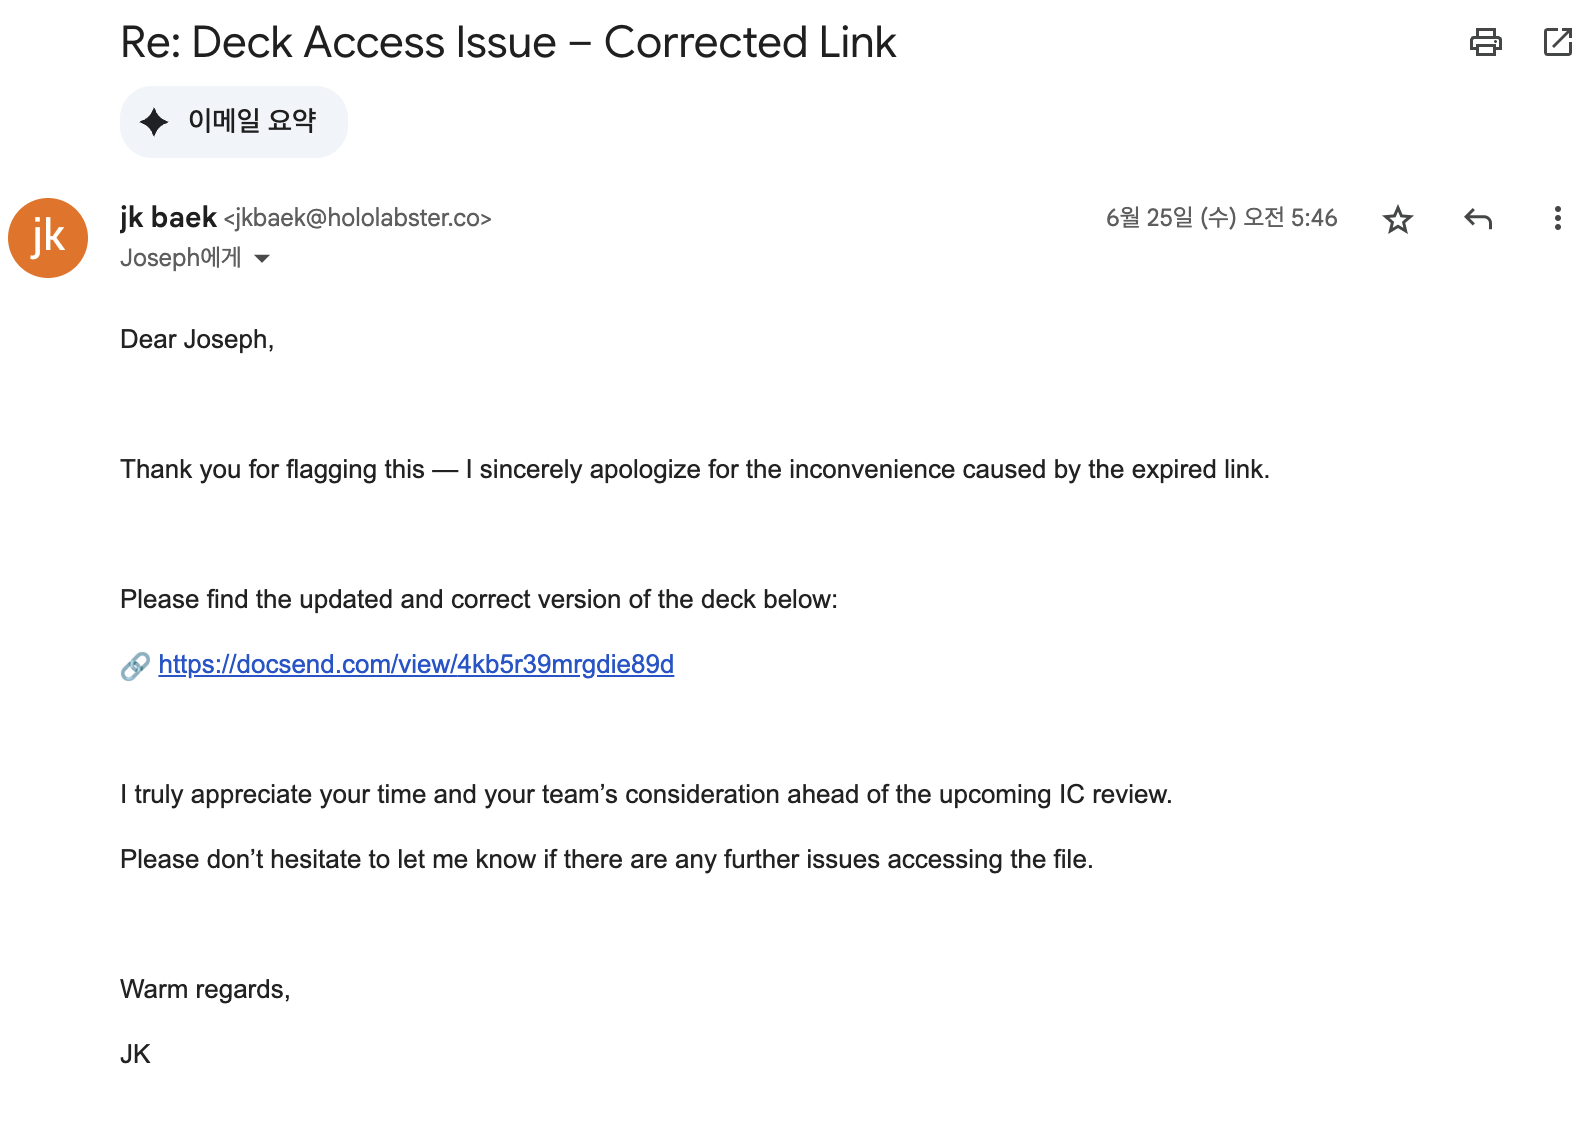 Re: Deck Access Issue – Corrected Link
이메일 요약
jk
jk baek <jkbaek@hololabster.co>
6월 25일 (수) 오전 5:46
Joseph에게
Dear Joseph,
Thank you for flagging this — I sincerely apologize for the inconvenience caused by the expired link.
Please find the updated and correct version of the deck below:
🔗 https://docsend.com/view/4kb5r39mrgdie89d
I truly appreciate your time and your team’s consideration ahead of the upcoming IC review.
Please don’t hesitate to let me know if there are any further issues accessing the file.
Warm regards,
JK